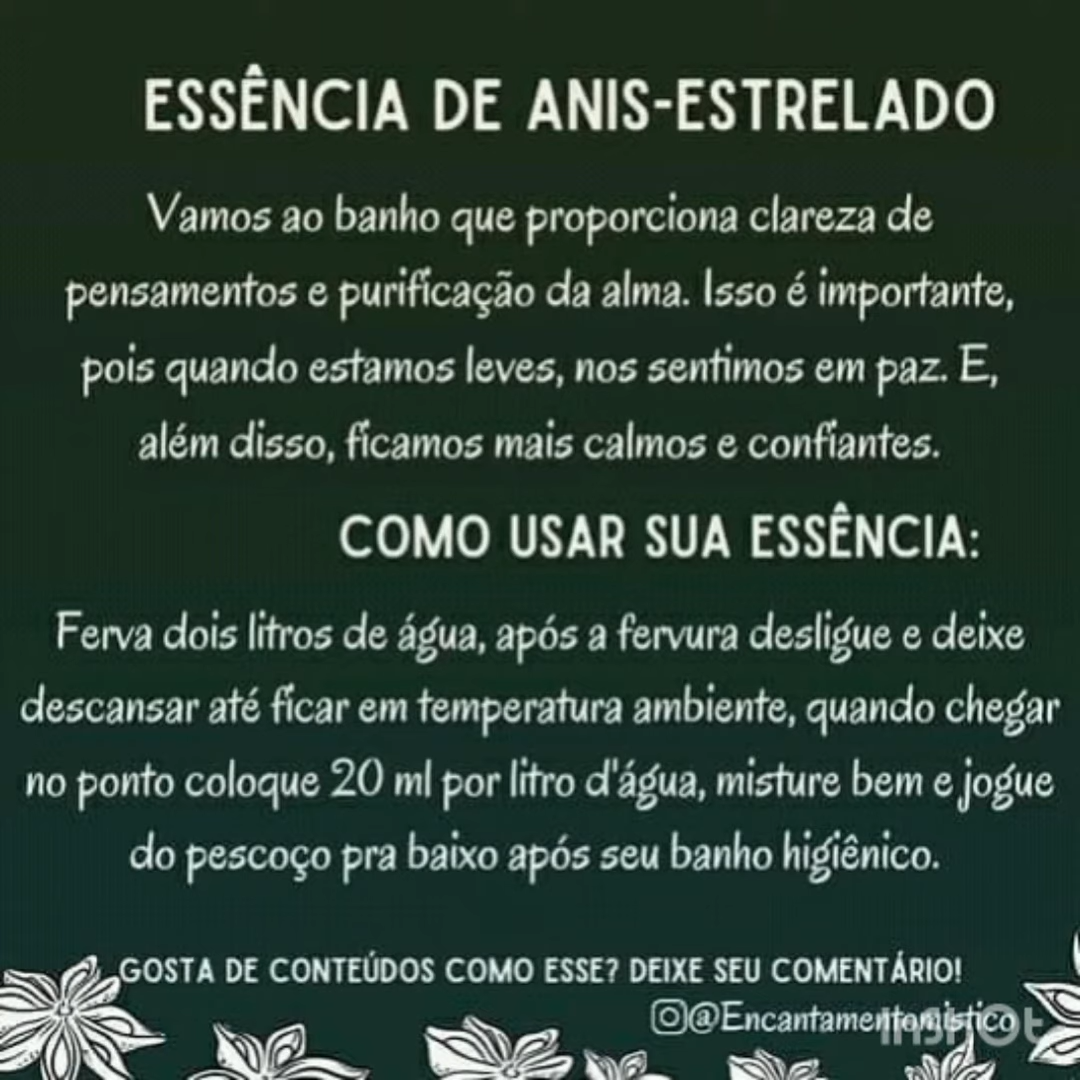 ESSÊNCIA DE ANIS-ESTRELADO
Vamos ao banho que proporciona clareza de
pensamentos e purificação da alma. Isso é importante,
pois quando estamos leves, nos sentimos em paz. E,
além disso, ficamos mais calmos e confiantes.
COMO USAR SUA ESSÊNCIA:
Ferva dois litros de água, após a fervura desligue e deixe
descansar até ficar em temperatura ambiente, quando chegar
no ponto coloque 20 ml por litro d'água, misture bem e jogue
do pescoço pra baixo após seu banho higiênico.
GOSTA DE CONTEÚDOS COMO ESSE? DEIXE SEU COMENTÁRIO!
@Encantamentomistico
InShOt